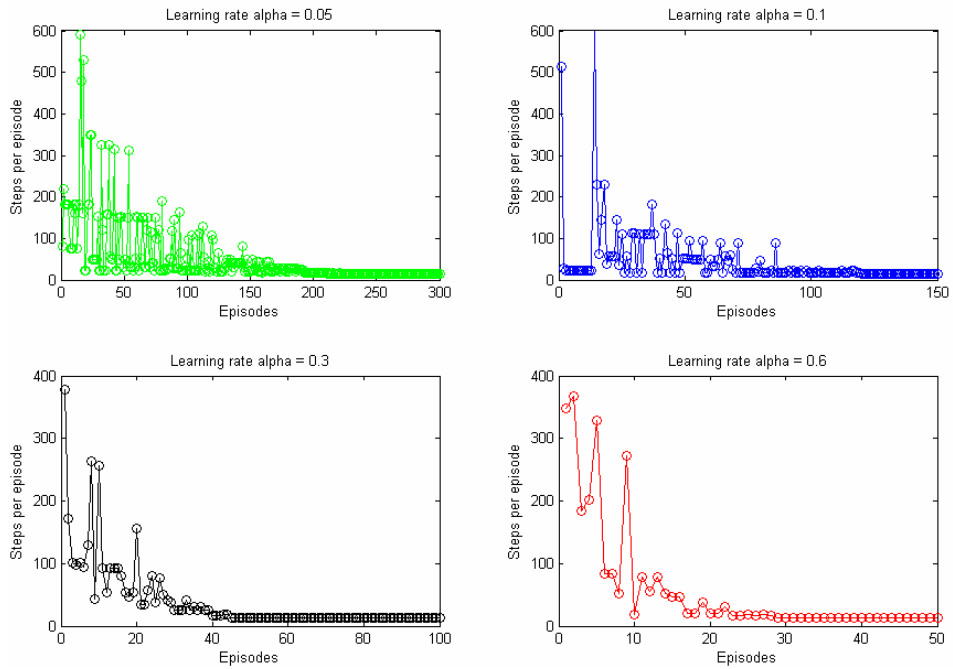 Learning rate alpha = 0.05
600
500
400
300
200
100
0
Steps per episode
0 50 100 150 200 250 300
Episodes
Learning rate alpha = 0.1
600
500
400
300
200
100
0
Steps per episode
0 50 100 150
Episodes
Learning rate alpha = 0.3
400
300
200
100
0
Steps per episode
0 20 40 60 80 100
Episodes
Learning rate alpha = 0.6
400
300
200
100
0
Steps per episode
0 10 20 30 40 50
Episodes